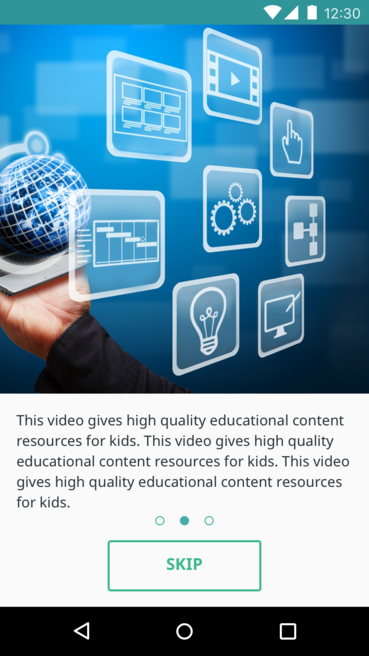 12:30
This video gives high quality educational content
resources for kids. This video gives high quality
educational content resources for kids. This video
gives high quality educational content resources
for kids.
SKIP